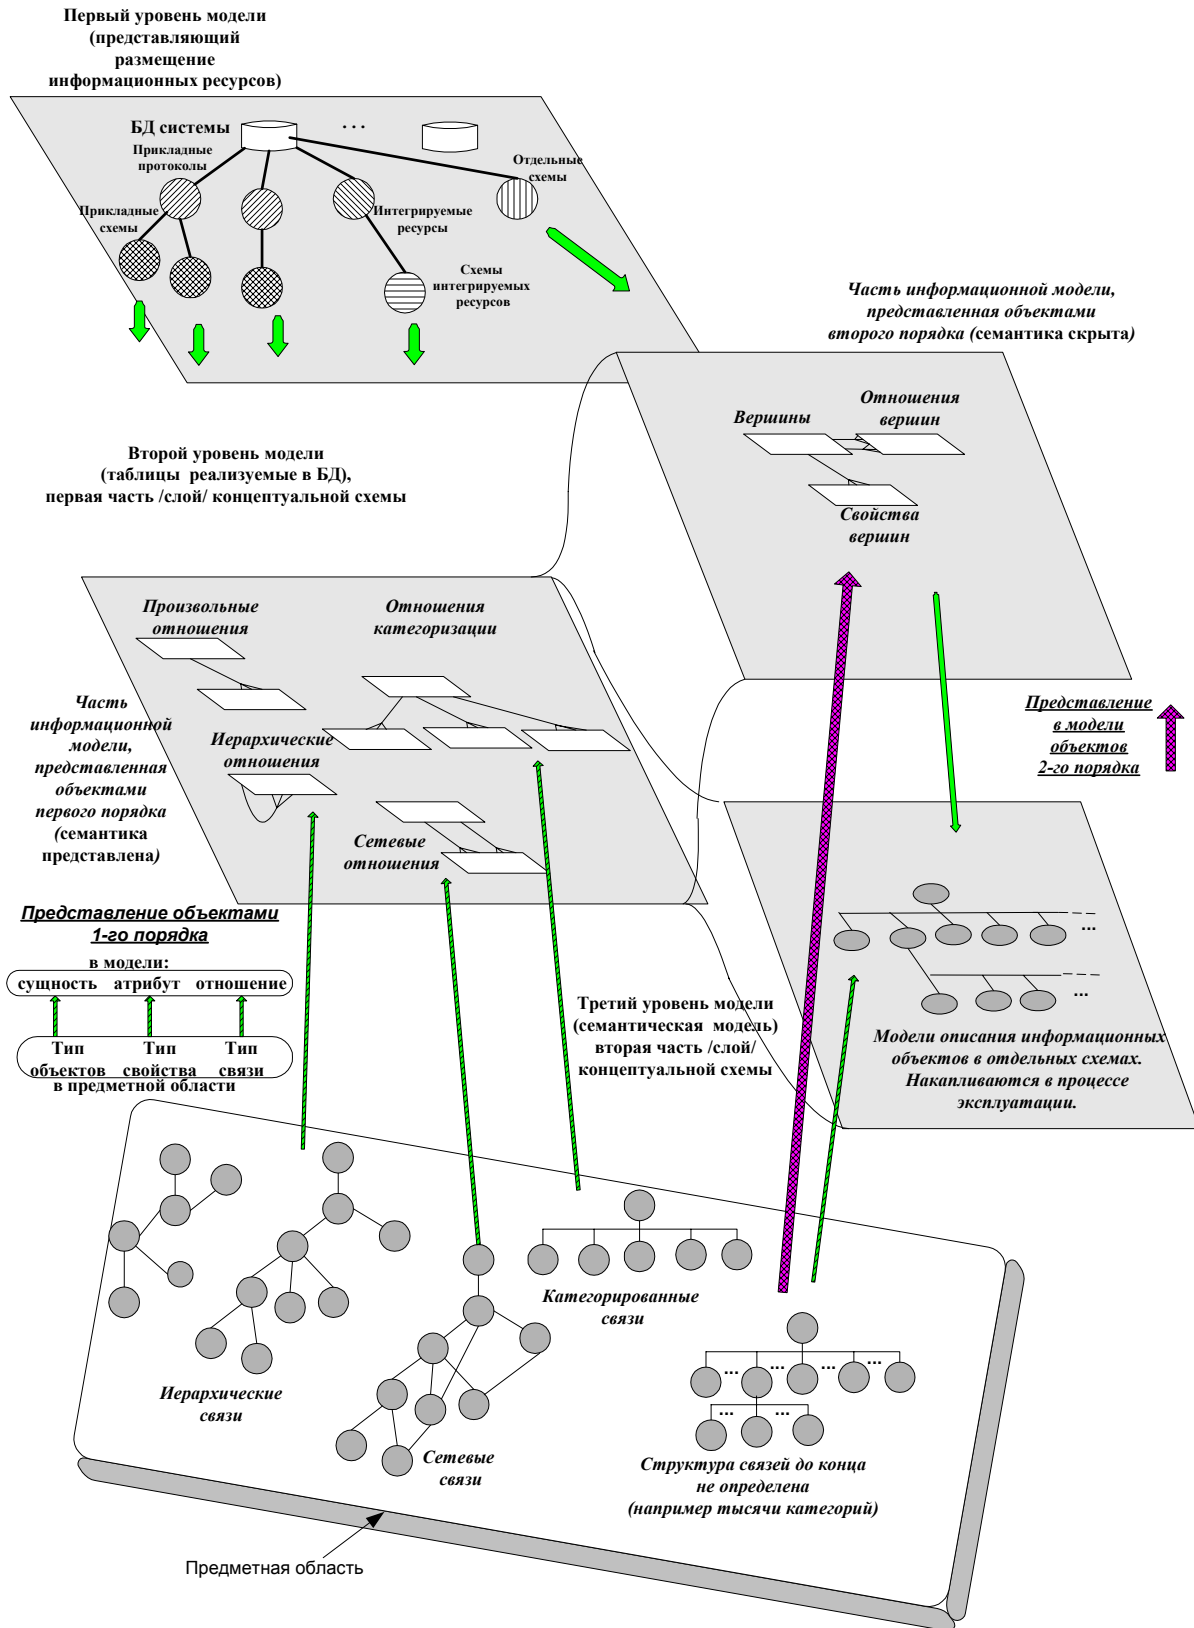 Первый уровень модели
(представляющий
размещение
информационных ресурсов)
БД системы
...
Прикладные
протоколы
Отдельные
схемы
Прикладные
схемы
Интегрируемые
ресурсы
Схемы
интегрируемых
ресурсов
Часть информационной модели,
представленная объектами
второго порядка (семантика скрыта)
Вершины
Отношения
вершин
Свойства
вершин
Второй уровень модели
(таблицы реализуемые в БД),
первая часть /слой/ концептуальной схемы
Произвольные
отношения
Отношения
категоризации
Часть
информационной
модели,
представленная
объектами
первого порядка
(семантика
представлена)
Иерархические
отношения
Сетевые
отношения
Представление
в модели
объектов
2-го порядка
Представление объектами
1-го порядка
в модели:
сущность атрибут отношение
Тип Тип Тип
объектов свойства связи
в предметной области
Третий уровень модели
(семантическая модель)
вторая часть /слой/
концептуальной схемы
...
...
Модели описания информационных
объектов в отдельных схемах.
Накапливаются в процессе
эксплуатации.
Иерархические
связи
Сетевые
связи
Категорированные
связи
... ... ... ...
... ...
Структура связей до конца
не определена
(например тысячи категорий)
Предметная область